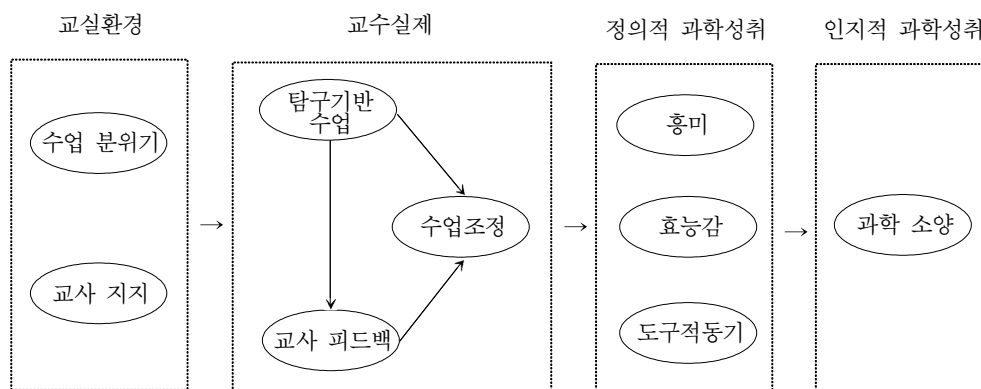 교실환경
교수실제
정의적 과학성취
인지적 과학성취
수업 분위기
교사 지지
→
탐구기반
수업
수업조정
교사 피드백
→
흥미
효능감
도구적동기
→
과학 소양